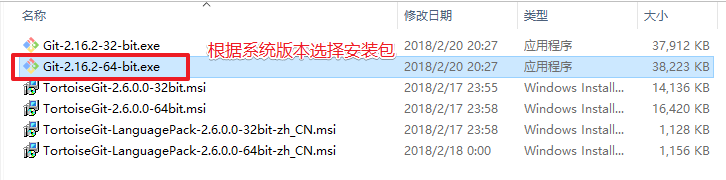 名称 修改日期 类型 大小
Git-2.16.2-32-bit.exe 根据系统版本选择安装包 2018/2/20 20:27 应用程序 37,912 KB
Git-2.16.2-64-bit.exe 2018/2/20 20:27 应用程序 38,223 KB
TortoiseGit-2.6.0.0-32bit.msi 2018/2/17 23:55 Windows Install... 14,136 KB
TortoiseGit-2.6.0.0-64bit.msi 2018/2/17 23:58 Windows Install... 16,420 KB
TortoiseGit-LanguagePack-2.6.0.0-32bit-zh_CN.msi 2018/2/17 23:58 Windows Install... 1,128 KB
TortoiseGit-LanguagePack-2.6.0.0-64bit-zh_CN.msi 2018/2/18 0:00 Windows Install... 1,156 KB